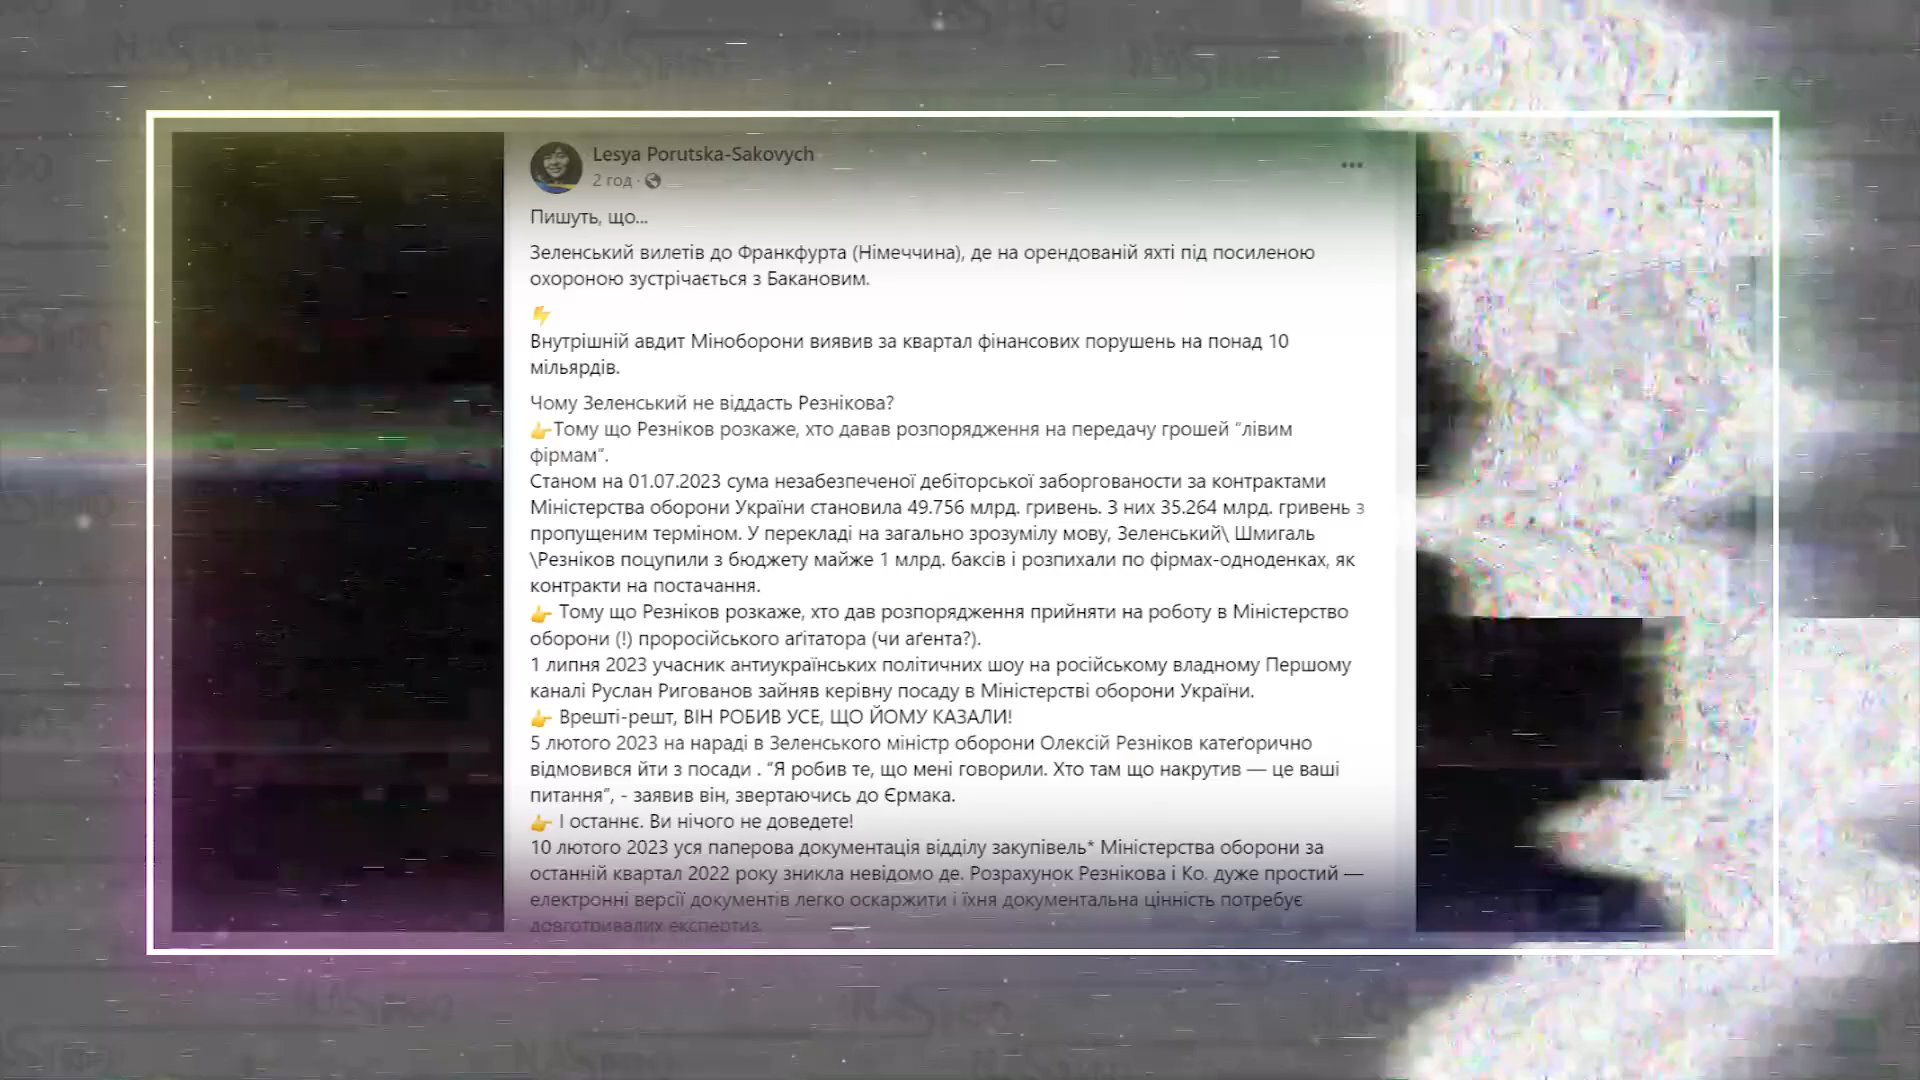 Lesya Porutska-Sakovych
2 год ·
Пишуть, що...
Зеленський вилетів до Франкфурта (Німеччина), де на орендованій яхті під посиленою
охороною зустрічається з Бакановим.
Внутрішній авдит Міноборони виявив за квартал фінансових порушень на понад 10
мільярдів.
Чому Зеленський не віддасть Резнікова?
👉Тому що Резніков розкаже, хто давав розпорядження на передачу грошей “лівим
фірмам”.
Станом на 01.07.2023 сума незабезпеченої дебіторської заборгованости за контрактами
Міністерства оборони України становила 49.756 млрд. гривень. З них 35.264 млрд. гривень з
пропущеним терміном. У перекладі на загально зрозумілу мову, Зеленський\ Шмигаль
\Резніков поцупили з бюджету майже 1 млрд. баксів і розпихали по фірмах-одноденках, як
контракти на постачання.
👉 Тому що Резніков розкаже, хто дав розпорядження прийняти на роботу в Міністерство
оборони (!) проросійського аґітатора (чи аґента?).
1 липня 2023 учасник антиукраїнських політичних шоу на російському владному Першому
каналі Руслан Ригованов зайняв керівну посаду в Міністерстві оборони України.
👉 Врешті-решт, ВІН РОБИВ УСЕ, ЩО ЙОМУ КАЗАЛИ!
5 лютого 2023 на нараді в Зеленського міністр оборони Олексій Резніков катеґорично
відмовився йти з посади . “Я робив те, що мені говорили. Хто там що накрутив — це ваші
питання”, - заявив він, звертаючись до Єрмака.
👉 І останнє. Ви нічого не доведете!
10 лютого 2023 уся паперова документація відділу закупівель* Міністерства оборони за
останній квартал 2022 року зникла невідомо де. Розрахунок Резнікова і Ко. дуже простий —
електронні версії документів легко оскаржити і їхня документальна цінність потребує
довготривалих експертиз.